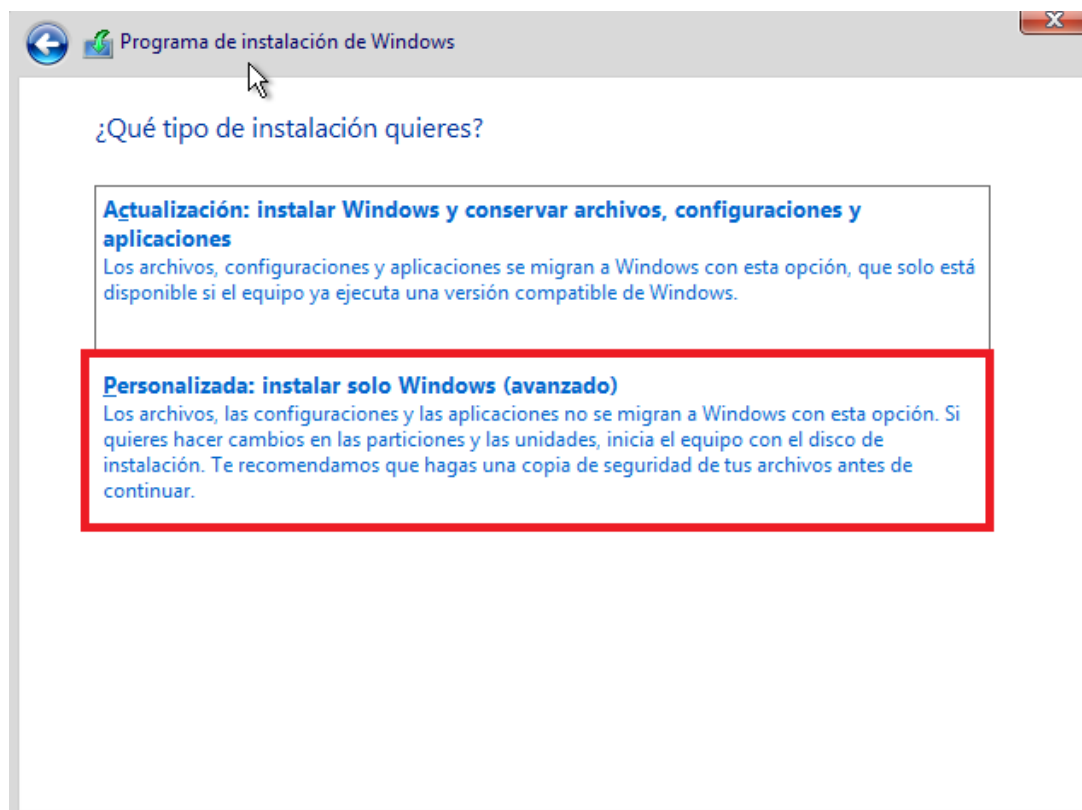 Programa de instalación de Windows
¿Qué tipo de instalación quieres?
Actualización: instalar Windows y conservar archivos, configuraciones y
aplicaciones
Los archivos, configuraciones y aplicaciones se migran a Windows con esta opción, que solo está
disponible si el equipo ya ejecuta una versión compatible de Windows.
Personalizada: instalar solo Windows (avanzado)
Los archivos, las configuraciones y las aplicaciones no se migran a Windows con esta opción. Si
quieres hacer cambios en las particiones y las unidades, inicia el equipo con el disco de
instalación. Te recomendamos que hagas una copia de seguridad de tus archivos antes de
continuar.